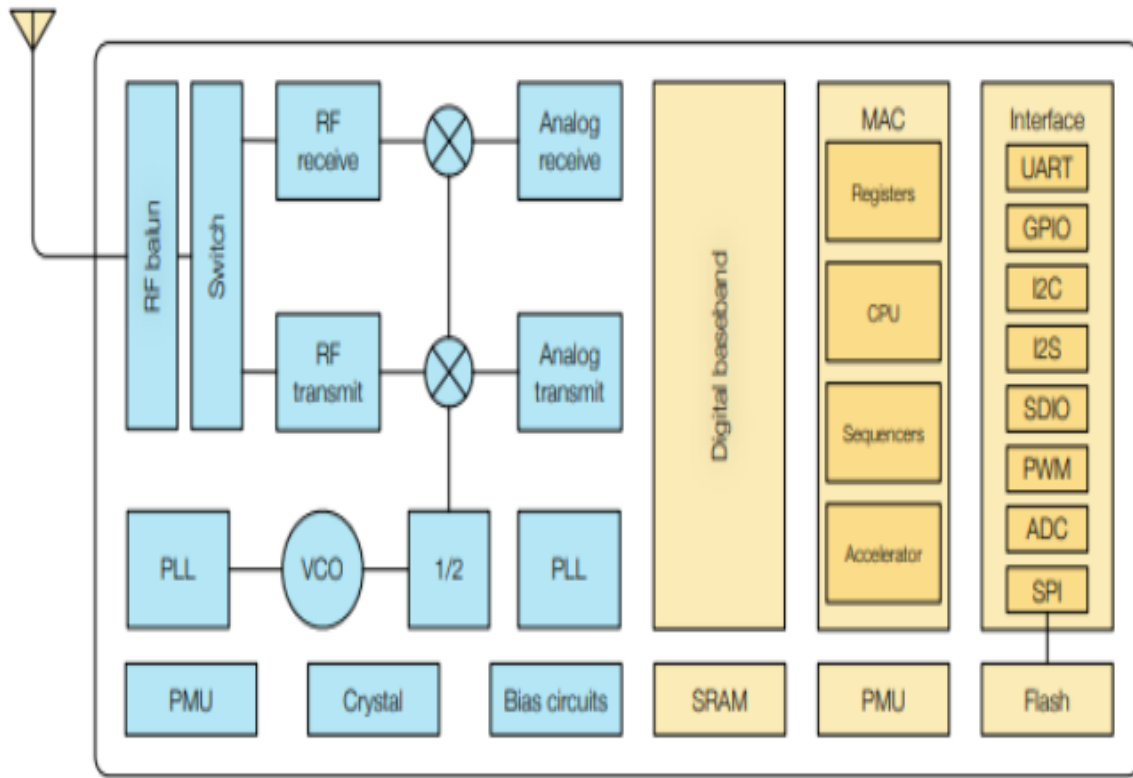 RF balun
Switch
RF
receive
Analog
receive
RF
transmit
Analog
transmit
PLL
VCO
1/2
PLL
PMU
Crystal
Bias circuits
Digital baseband
SRAM
MAC
Registers
CPU
Sequencers
Accelerator
PMU
Interface
UART
GPIO
I2C
I2S
SDIO
PWM
ADC
SPI
Flash